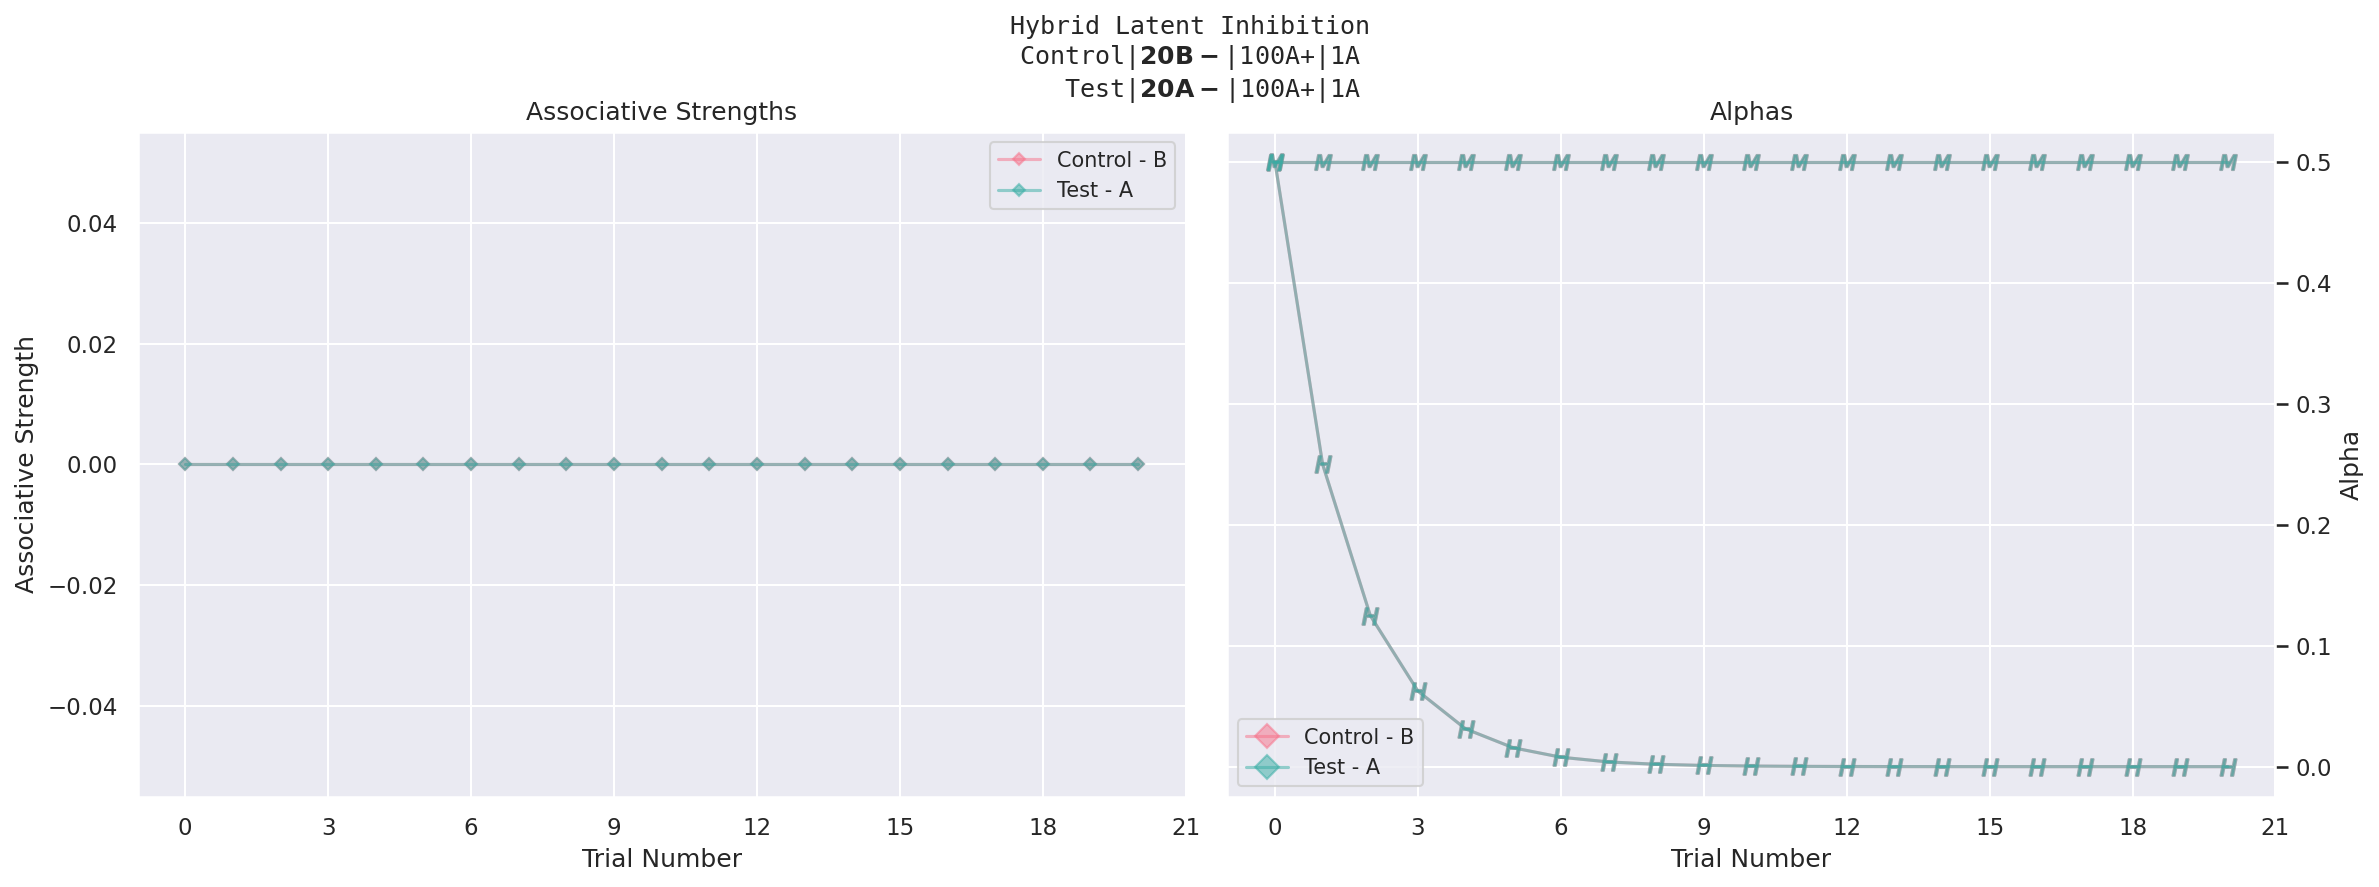 Hybrid Latent Inhibition
Control|20B−|100A+|1A
Test|20A−|100A+|1A
Associative Strengths
Control - B
Test - A
0.04
0.02
0.00
−0.02
−0.04
Associative Strength
0 3 6 9 12 15 18 21
Trial Number
Alphas
M M M M M M M M M M M M M M M M M M M M M
H H H H H H H H H H H H H H H H H H H H
0.5
0.4
0.3
0.2
0.1
0.0
Alpha
Control - B
Test - A
0 3 6 9 12 15 18 21
Trial Number